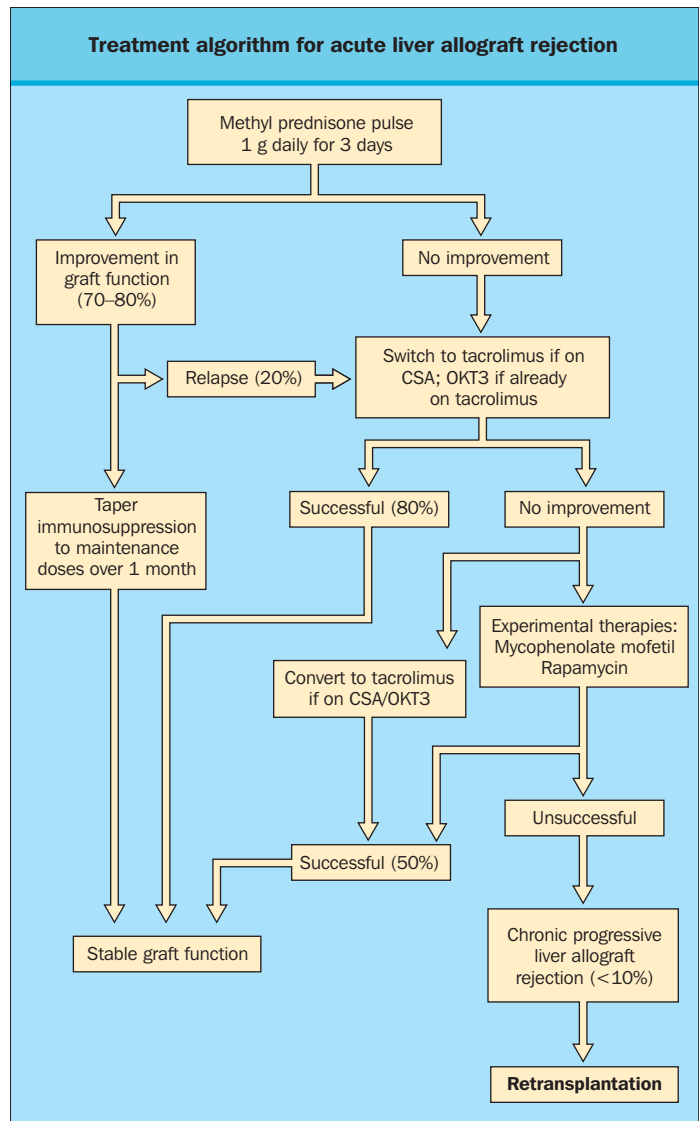 Treatment algorithm for acute liver allograft rejection
Methyl prednisone pulse
1 g daily for 3 days
Improvement in
graft function
(70–80%)
No improvement
Relapse (20%)
Switch to tacrolimus if on
CSA; OKT3 if already
on tacrolimus
Taper
immunosuppression
to maintenance
doses over 1 month
Successful (80%)
No improvement
Experimental therapies:
Mycophenolate mofetil
Rapamycin
Convert to tacrolimus
if on CSA/OKT3
Unsuccessful
Successful (50%)
Stable graft function
Chronic progressive
liver allograft
rejection (<10%)
Retransplantation